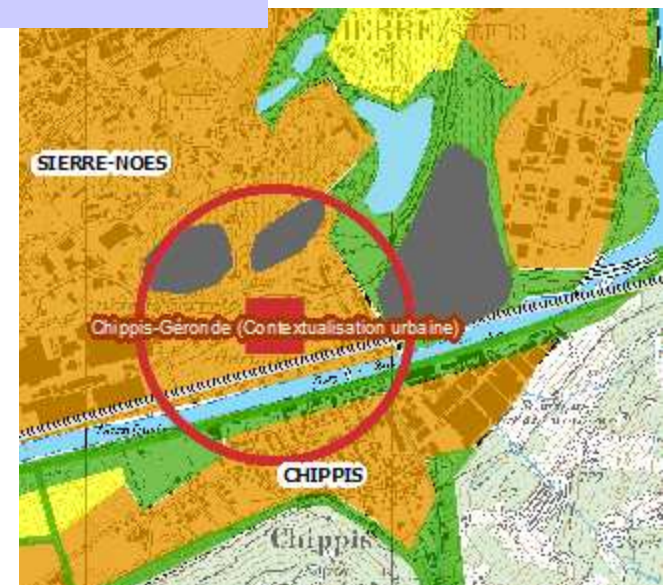 SIERRE-NOES
Chippis-Géronde (Contextualisation urbaine)
CHIPPIS
Chippis